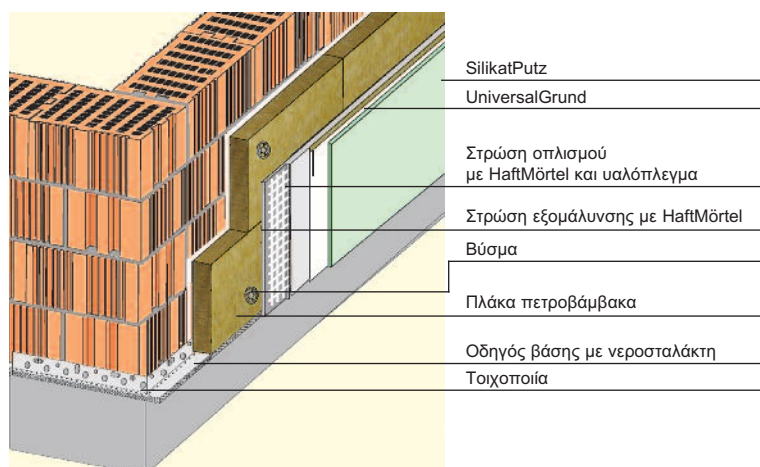 SilikatPutz
UniversalGrund
Στρώση οπλισμού
με HaftMörtel και υαλόπλεγμα
Στρώση εξομάλυνσης με HaftMörtel
Βύσμα
Πλάκα πετροβάμβακα
Οδηγός βάσης με νεροσταλάκτη
Τοιχοποιία